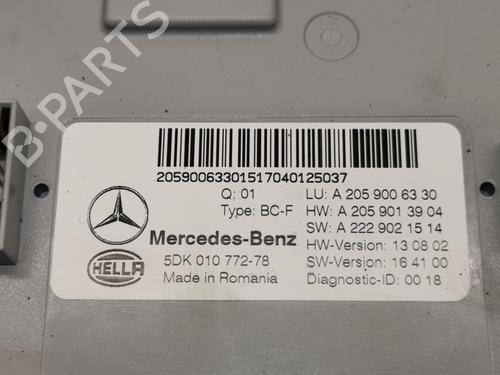 B-PARTS
20590063301517040125037
Q: 01
LU: A 205 900 63 30
Type: BC-F
HW: A 205 901 39 04
SW: A 222 902 15 14
Mercedes-Benz
HW-Version: 13 08 02
HELLA
5DK 010 772-78
SW-Version: 16 41 00
Made in Romania
Diagnostic-ID: 00 18